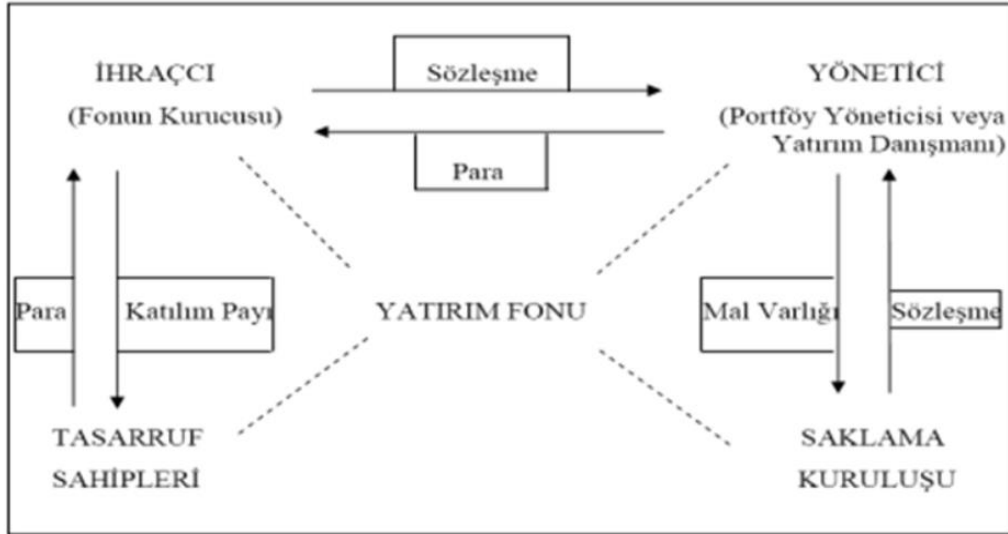 İHRAÇCI
(Fonun Kurucusu)
Sözleşme
Para
YÖNETİCİ
(Portföy Yöneticisi veya
Yatırım Danışmanı)
Para
Katılım Payı
YATIRIM FONU
Mal Varlığı
Sözleşme
TASARRUF
SAHİPLERİ
SAKLAMA
KURULUŞU